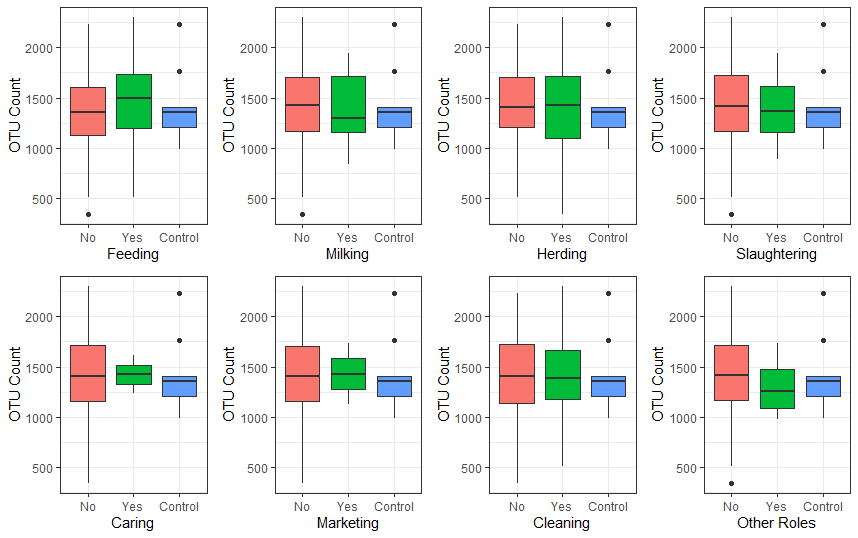 OTU Count
2000
1500
1000
500
No Yes Control
Feeding
OTU Count
2000
1500
1000
500
No Yes Control
Milking
OTU Count
2000
1500
1000
500
No Yes Control
Herding
OTU Count
2000
1500
1000
500
No Yes Control
Slaughtering
OTU Count
2000
1500
1000
500
No Yes Control
Caring
OTU Count
2000
1500
1000
500
No Yes Control
Marketing
OTU Count
2000
1500
1000
500
No Yes Control
Cleaning
OTU Count
2000
1500
1000
500
No Yes Control
Other Roles